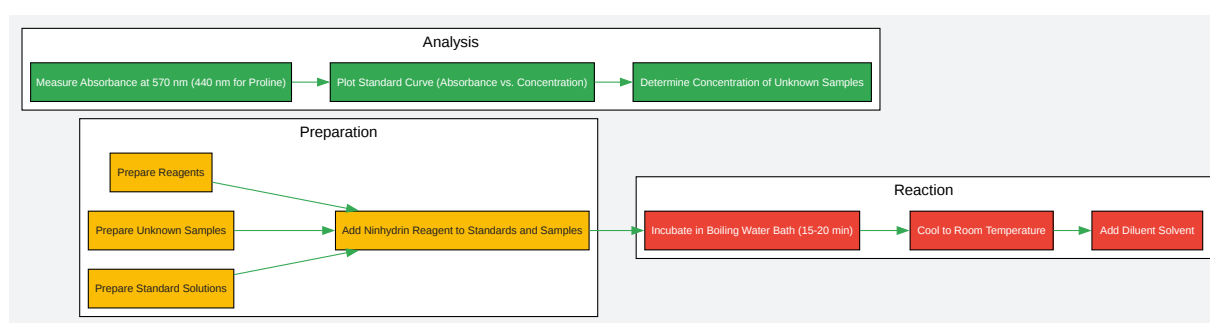 Analysis
Measure Absorbance at 570 nm (440 nm for Proline)
Plot Standard Curve (Absorbance vs. Concentration)
Determine Concentration of Unknown Samples
Preparation
Prepare Reagents
Prepare Unknown Samples
Prepare Standard Solutions
Add Ninhydrin Reagent to Standards and Samples
Reaction
Incubate in Boiling Water Bath (15-20 min)
Cool to Room Temperature
Add Diluent Solvent